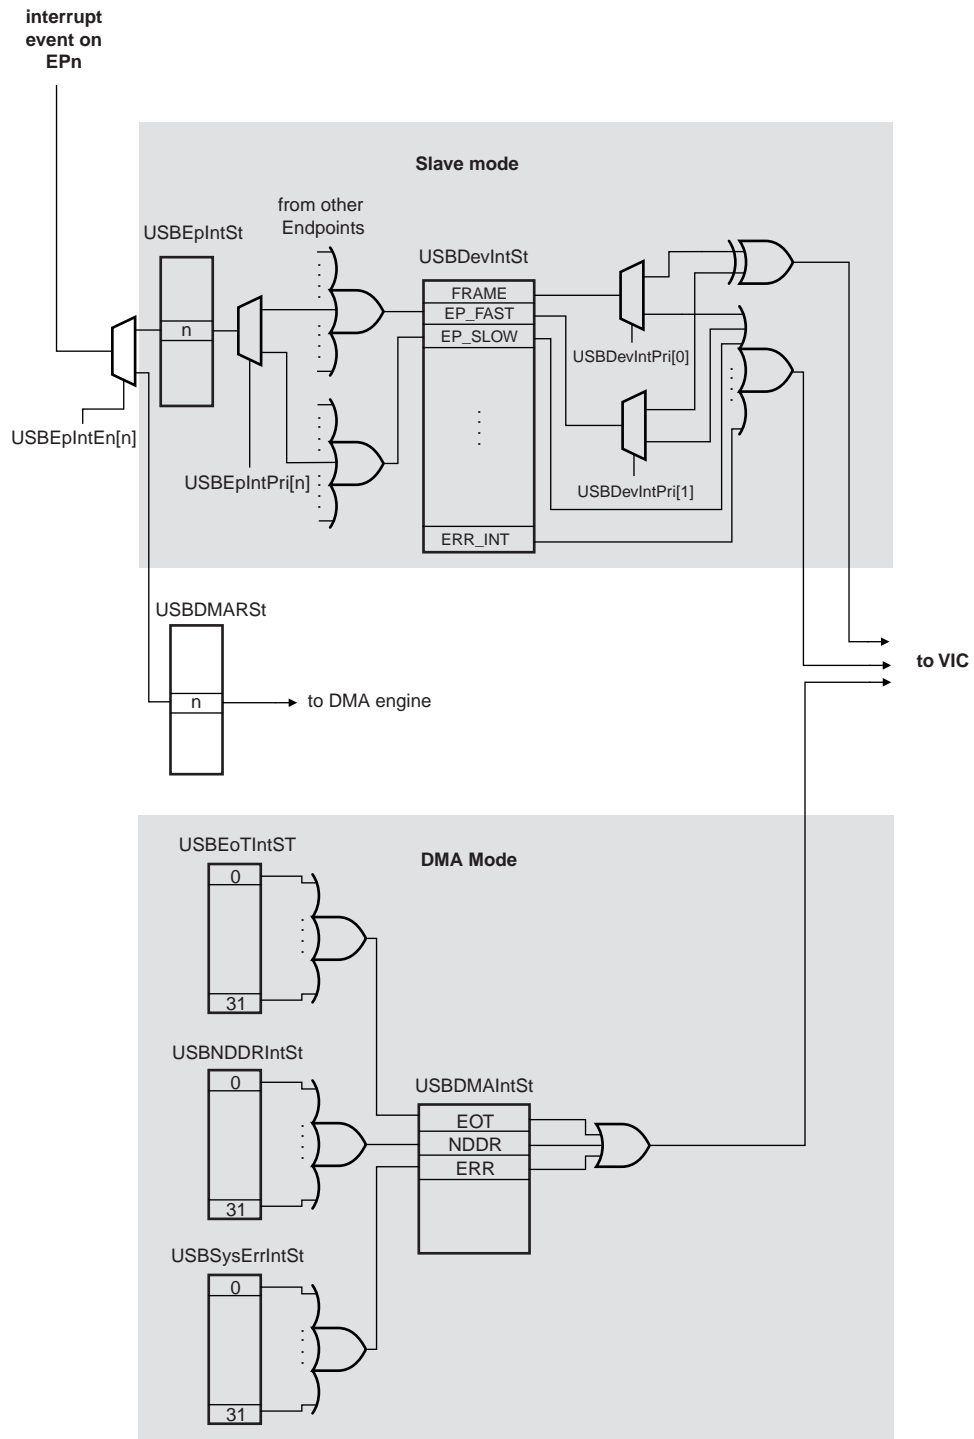 interrupt
event on
EPn
Slave mode
from other
Endpoints
USBEpIntSt
USBDevIntSt
FRAME
EP_FAST
EP_SLOW
n
USBDevIntPri[0]
USBEpIntEn[n]
USBEpIntPri[n]
USBDevIntPri[1]
ERR_INT
USBDMARSt
to VIC
n
to DMA engine
USBEoTIntST
DMA Mode
0
31
USBNDDRIntSt
0
USBDMAIntSt
EOT
NDDR
ERR
31
USBSysErrIntSt
0
31